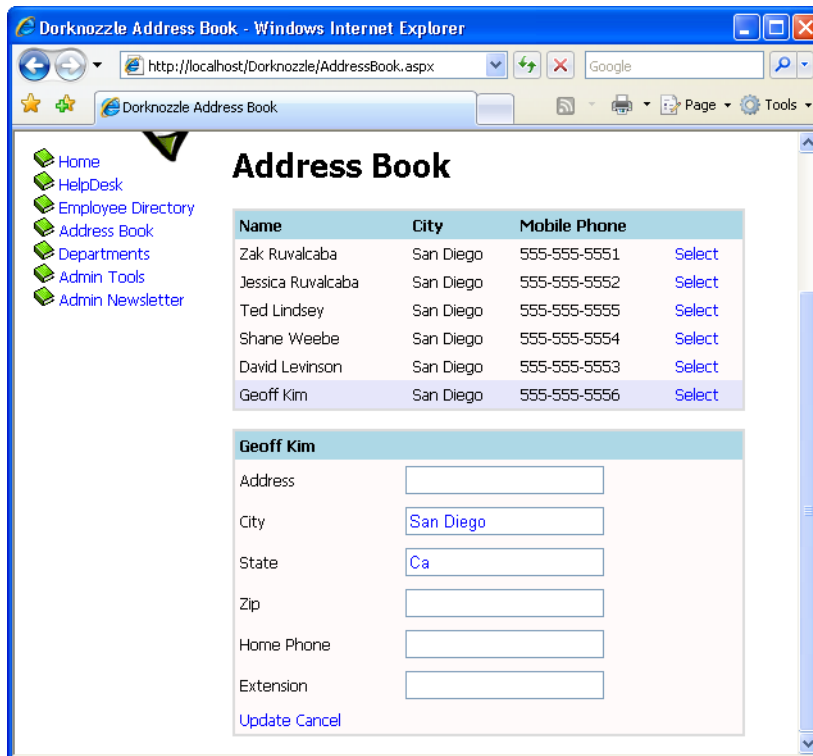 Dorknozzle Address Book - Windows Internet Explorer
http://localhost/Dorknozzle/AddressBook.aspx Google
Dorknozzle Address Book Page Tools
Home
HelpDesk
Employee Directory
Address Book
Departments
Admin Tools
Admin Newsletter
Address Book
Name City Mobile Phone
Zak Ruvalcaba San Diego 555-555-5551 Select
Jessica Ruvalcaba San Diego 555-555-5552 Select
Ted Lindsey San Diego 555-555-5555 Select
Shane Weebe San Diego 555-555-5554 Select
David Levinson San Diego 555-555-5553 Select
Geoff Kim San Diego 555-555-5556 Select
Geoff Kim
Address
City San Diego
State Ca
Zip
Home Phone
Extension
Update Cancel